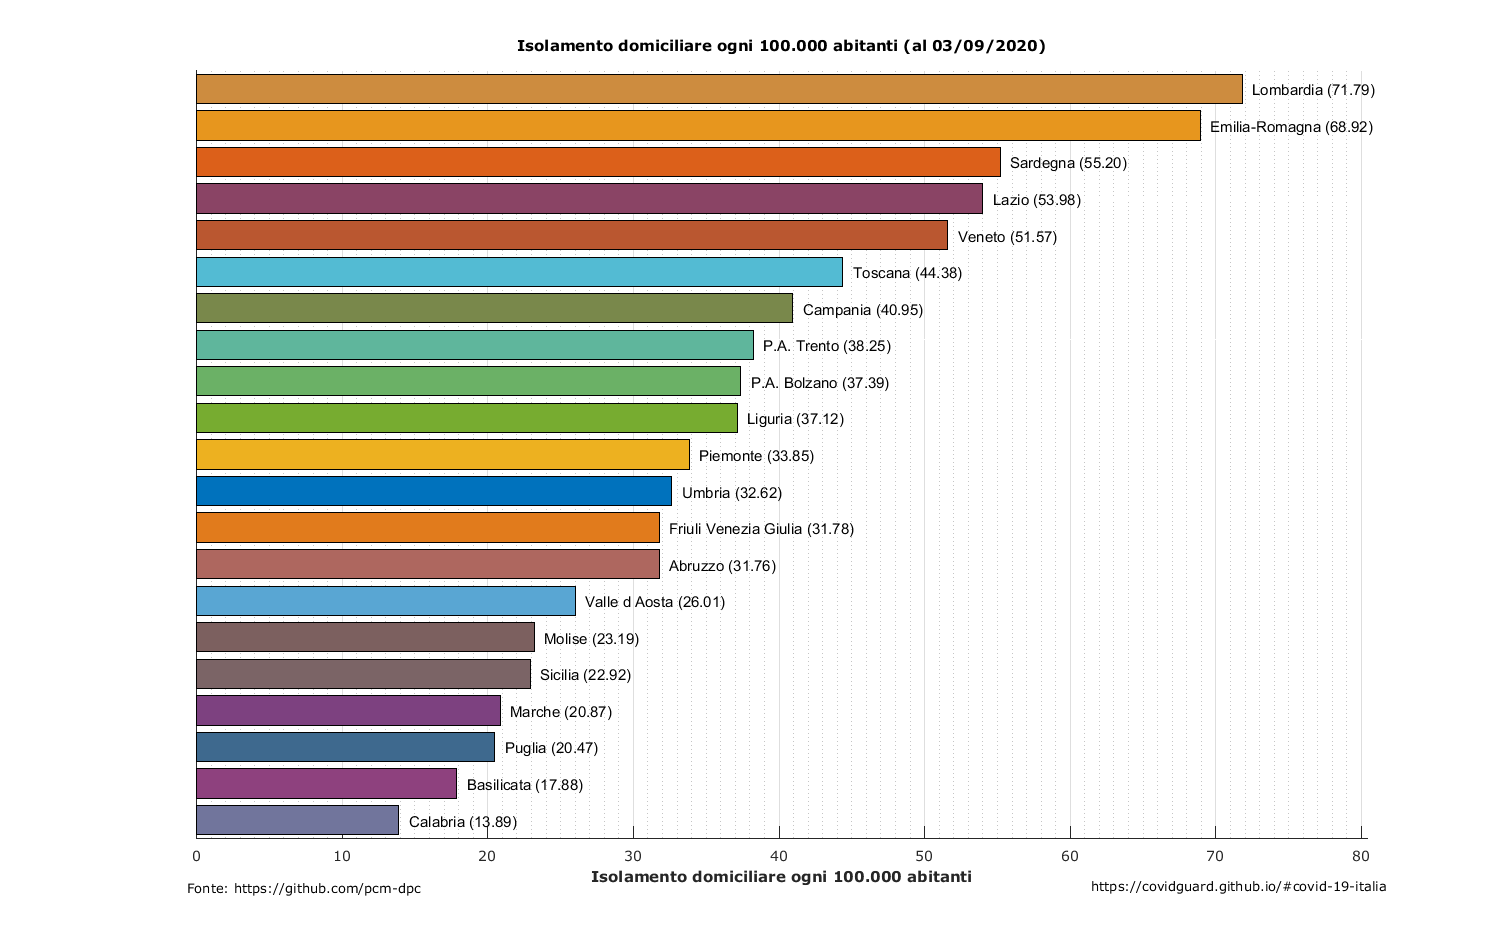 Isolamento domiciliare ogni 100.000 abitanti (al 03/09/2020)
Lombardia (71.79)
Emilia-Romagna (68.92)
Sardegna (55.20)
Lazio (53.98)
Veneto (51.57)
Toscana (44.38)
Campania (40.95)
P.A. Trento (38.25)
P.A. Bolzano (37.39)
Liguria (37.12)
Piemonte (33.85)
Umbria (32.62)
Friuli Venezia Giulia (31.78)
Abruzzo (31.76)
Valle d Aosta (26.01)
Molise (23.19)
Sicilia (22.92)
Marche (20.87)
Puglia (20.47)
Basilicata (17.88)
Calabria (13.89)
0 10 20 30 40 50 60 70 80
Isolamento domiciliare ogni 100.000 abitanti
Fonte: https://github.com/pcm-dpc
https://covidguard.github.io/#covid-19-italia